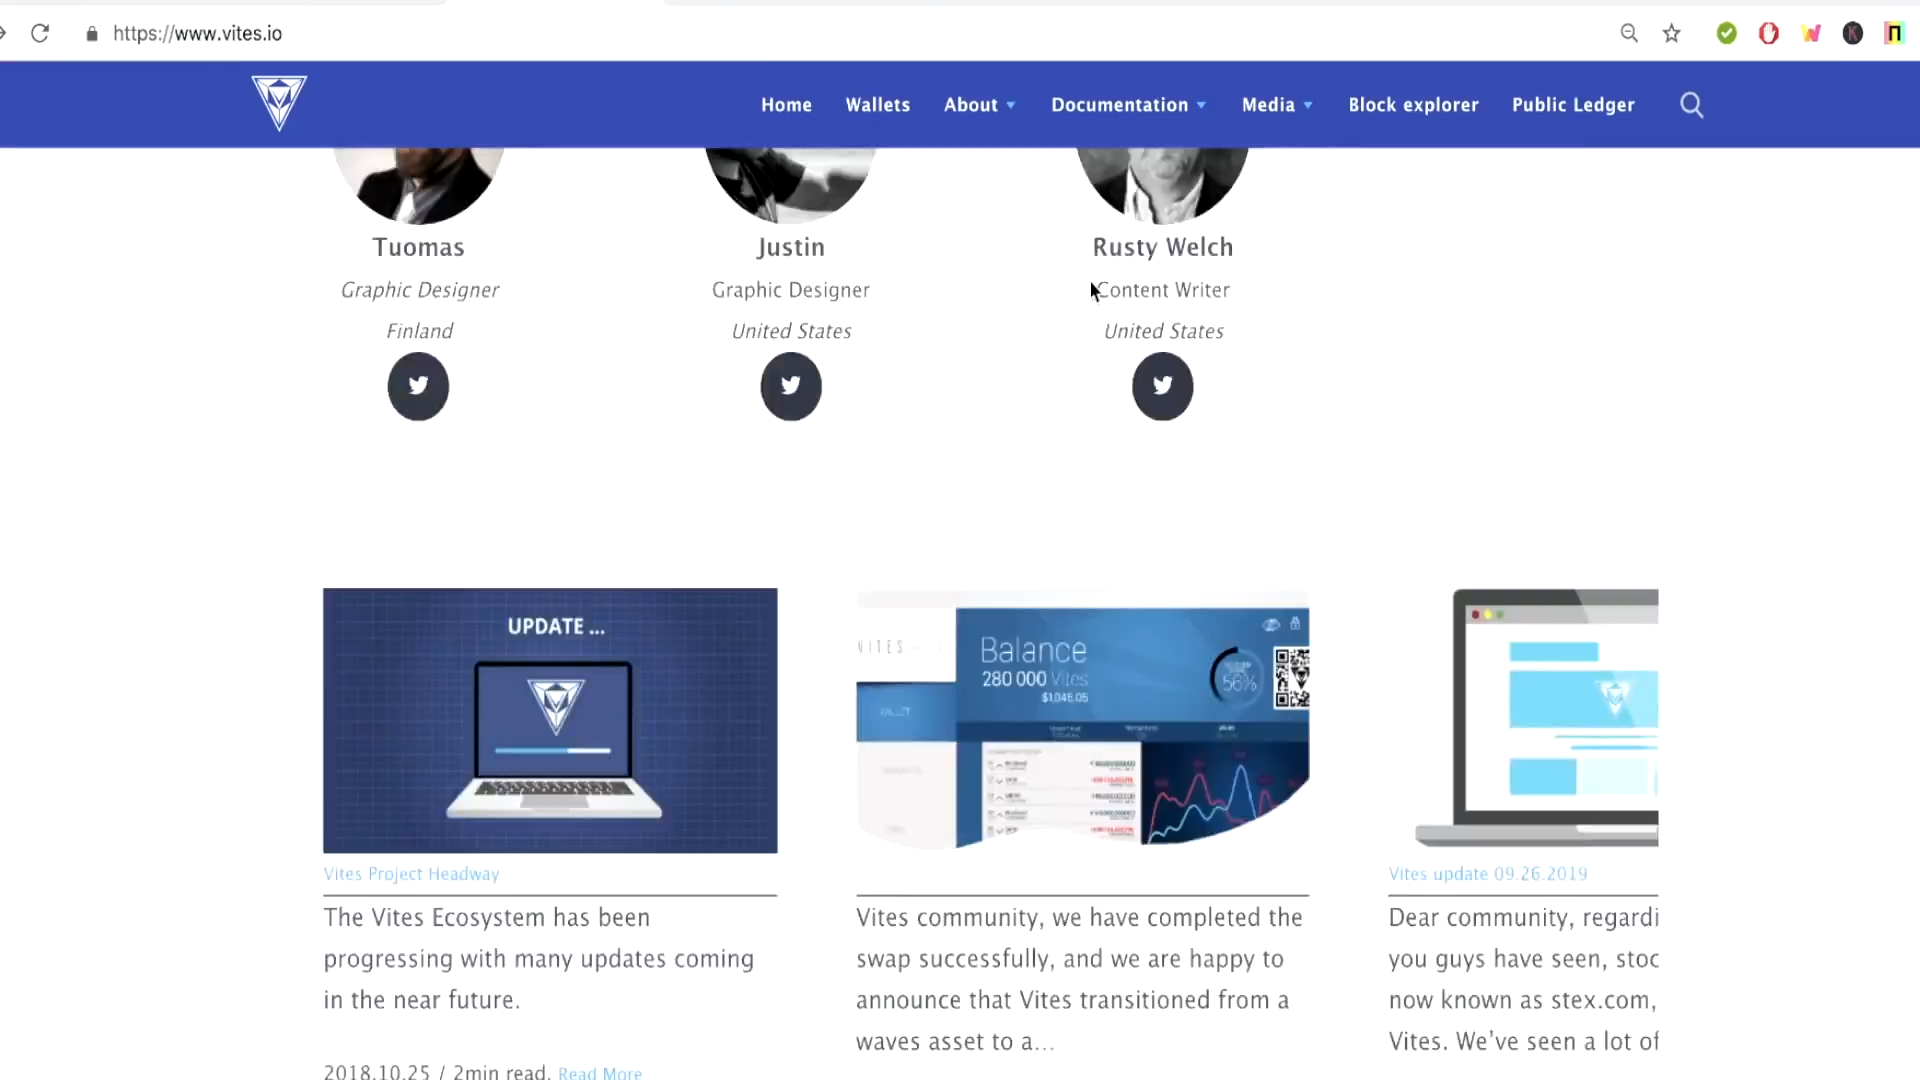 https://www.vites.io
Home Wallets About Documentation Media Block explorer Public Ledger
Tuomas
Graphic Designer
Finland
Justin
Graphic Designer
United States
Rusty Welch
Content Writer
United States
UPDATE ...
Vites Project Headway
The Vites Ecosystem has been
progressing with many updates coming
in the near future.
2018.10.25 / 2min read. Read More
VITES
Balance
280 000 Vites
$1,045.05
56%
WALLET
Vites community, we have completed the
swap successfully, and we are happy to
announce that Vites transitioned from a
waves asset to a...
Vites update 09.26.2019
Dear community, regardi
you guys have seen, stoc
now known as stex.com,
Vites. We've seen a lot of